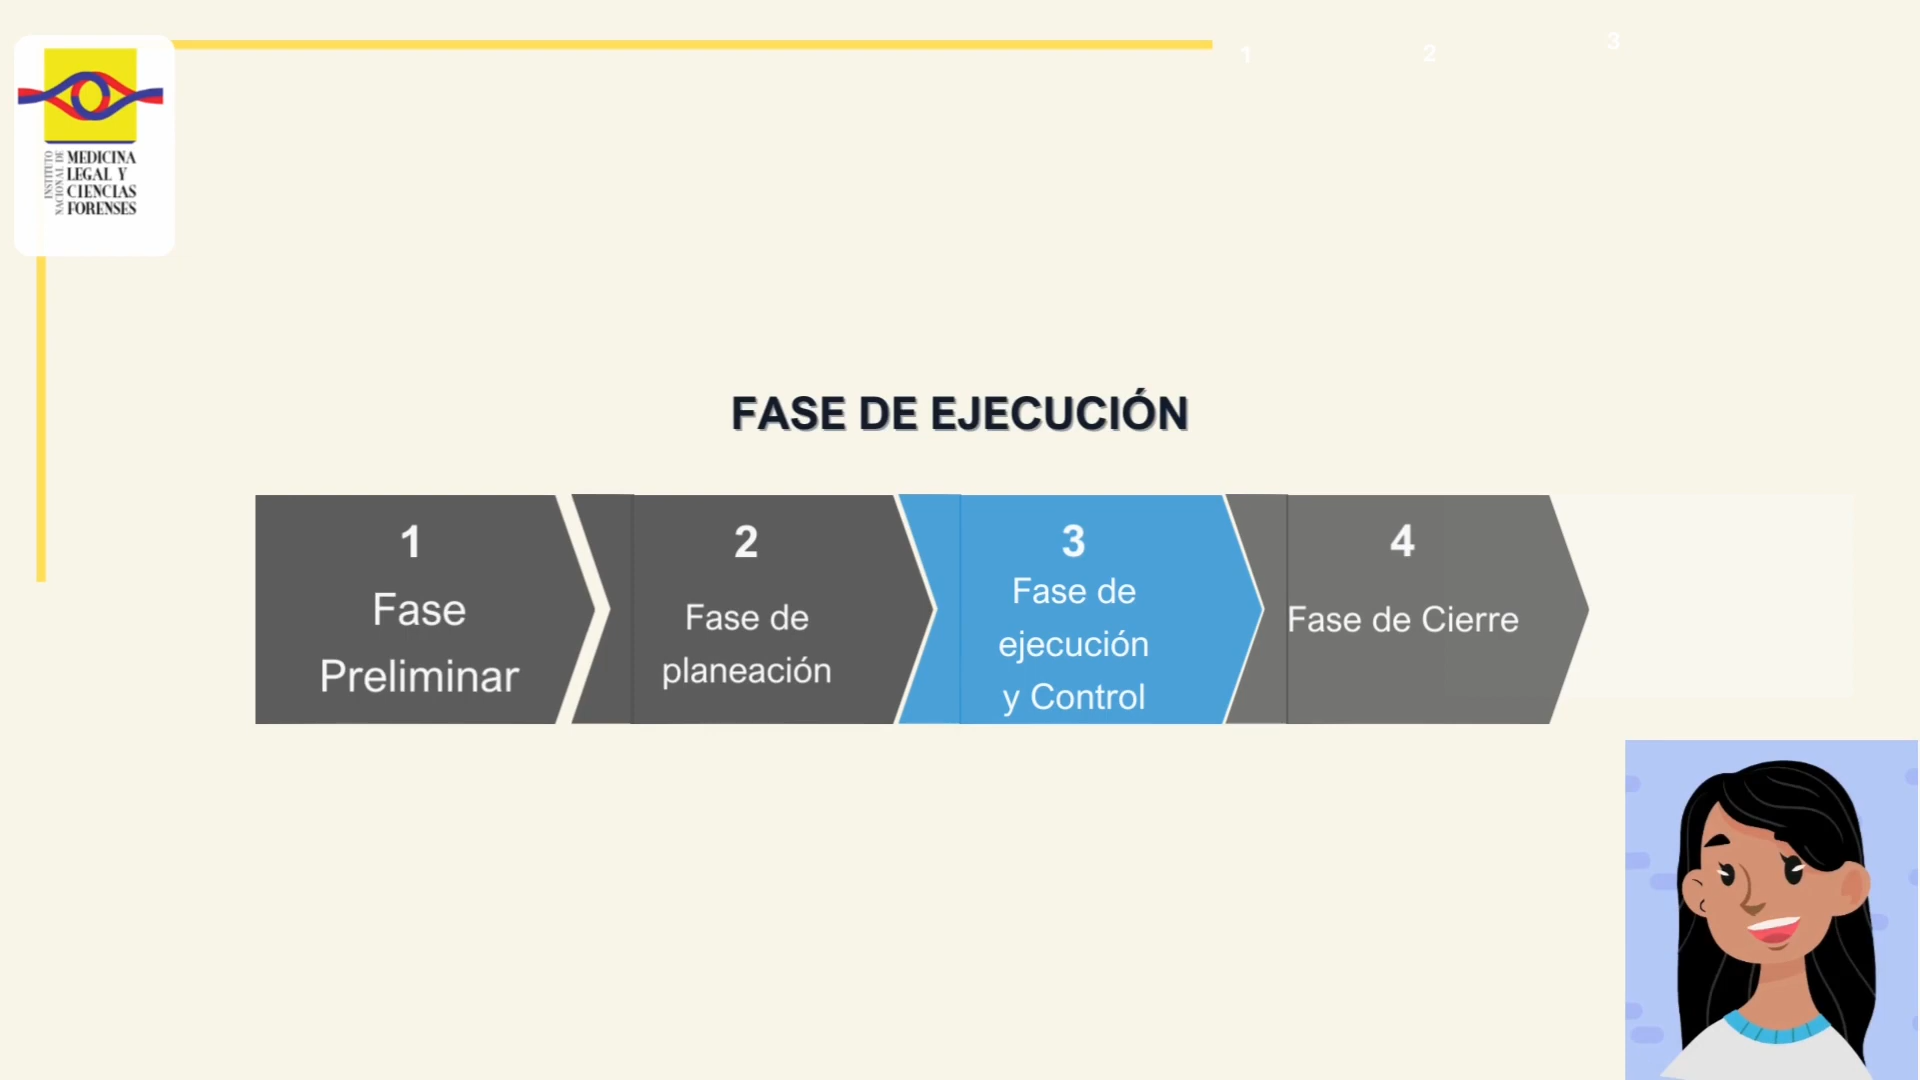 1
2
3
INSTITUTO
NACIONAL DE
MEDICINA
LEGAL Y
CIENCIAS
FORENSES
FASE DE EJECUCIÓN
1
Fase
Preliminar
2
Fase de
planeación
3
Fase de
ejecución
y Control
4
Fase de Cierre